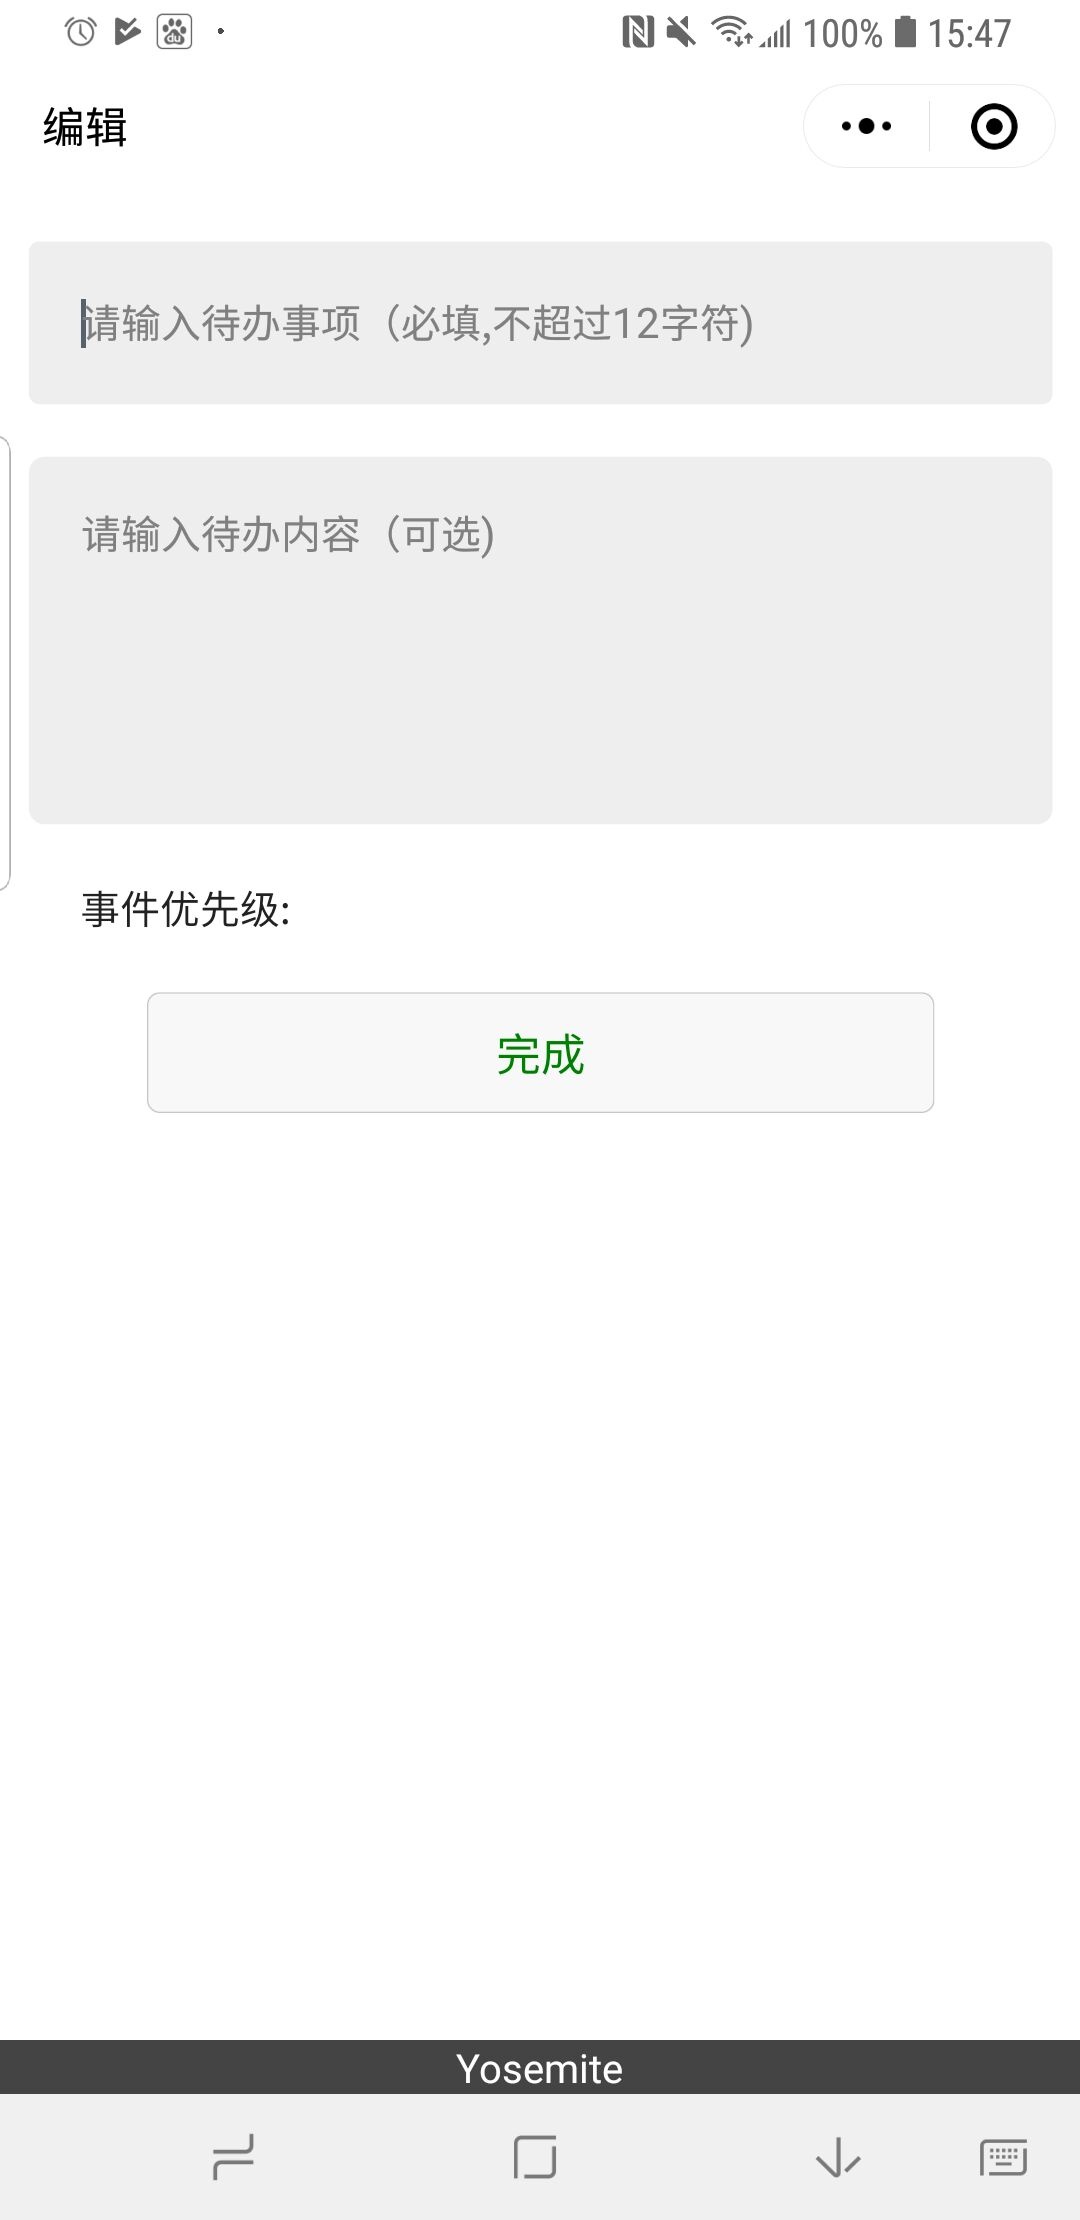 100% 15:47
编辑
请输入待办事项（必填,不超过12字符)
请输入待办内容（可选)
事件优先级:
完成
Yosemite